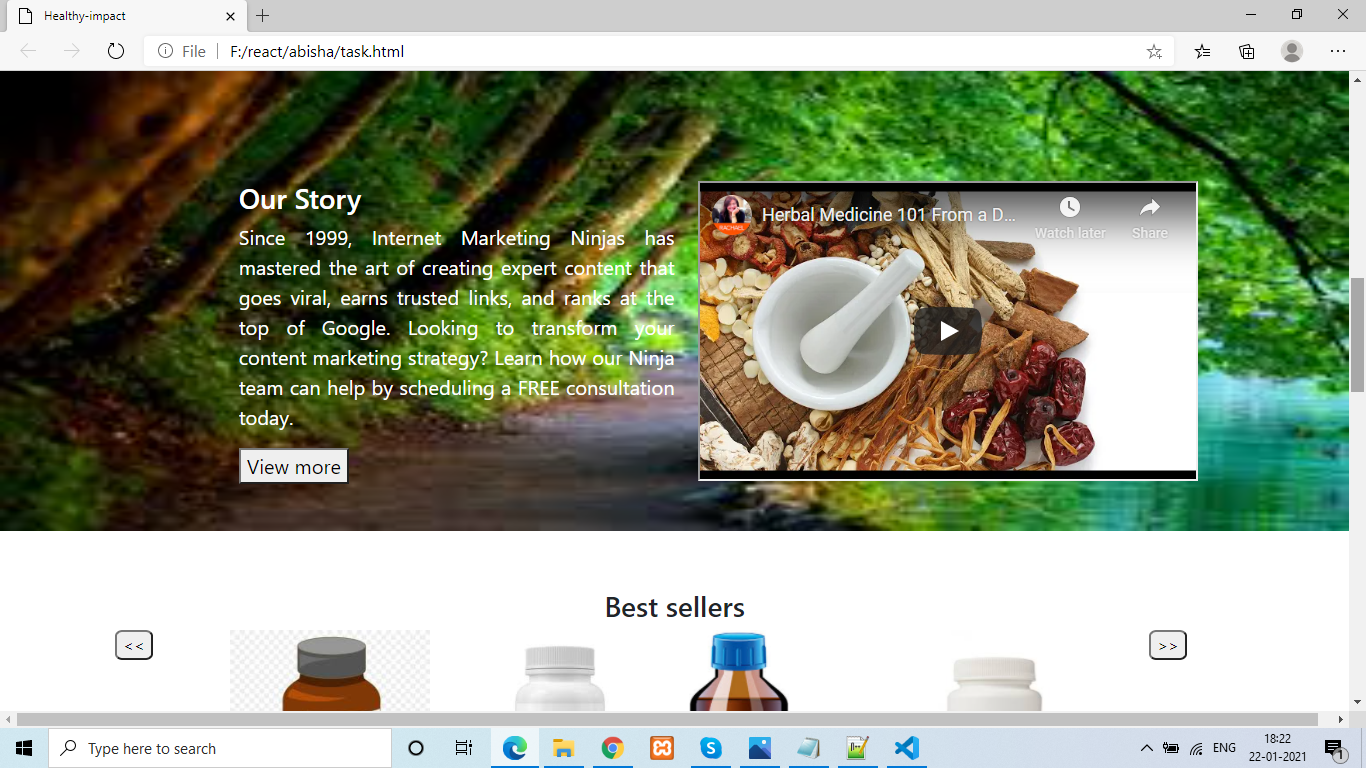 Healthy-impact
File
F:/react/abisha/task.html
Our Story
Since 1999, Internet Marketing Ninjas has
mastered the art of creating expert content that
goes viral, earns trusted links, and ranks at the
top of Google. Looking to transform your
content marketing strategy? Learn how our Ninja
team can help by scheduling a FREE consultation
today.
View more
Herbal Medicine 101 From a D...
Watch later
Share
Best sellers
<<
>>
Type here to search
ENG
18:22
22-01-2021
1